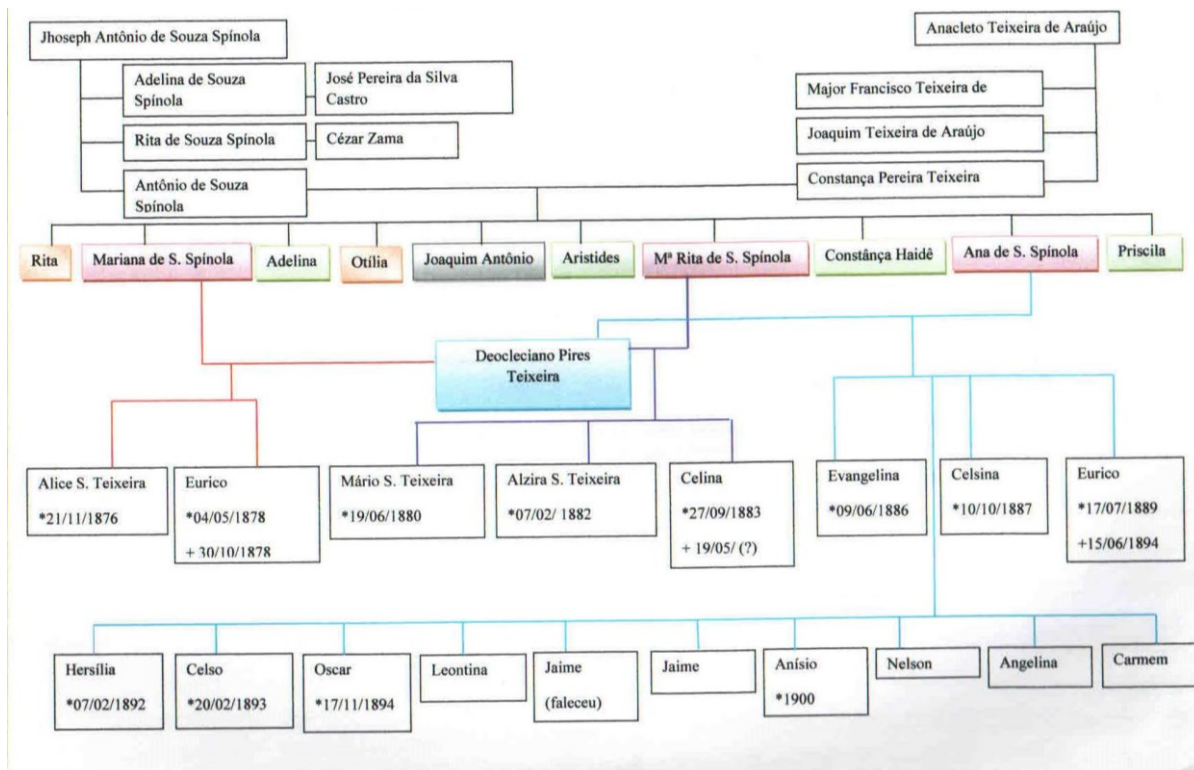 Jhoseph Antônio de Souza Spínola
Anacleto Teixeira de Araújo
Adelina de Souza
Spínola
José Pereira da Silva
Castro
Major Francisco Teixeira de
Rita de Souza Spínola
Cézar Zama
Joaquim Teixeira de Araújo
Antônio de Souza
Spínola
Constança Pereira Teixeira
Rita
Mariana de S. Spínola
Adelina
Otília
Joaquim Antônio
Aristides
Mª Rita de S. Spínola
Constânça Haidê
Ana de S. Spínola
Priscila
Deocleciano Pires
Teixeira
Alice S. Teixeira
*21/11/1876
Eurico
*04/05/1878
+ 30/10/1878
Mário S. Teixeira
*19/06/1880
Alzira S. Teixeira
*07/02/ 1882
Celina
*27/09/1883
+ 19/05/ (?)
Evangelina
*09/06/1886
Celsina
*10/10/1887
Eurico
*17/07/1889
+15/06/1894
Hersília
*07/02/1892
Celso
*20/02/1893
Oscar
*17/11/1894
Leontina
Jaime
(faleceu)
Jaime
Anísio
*1900
Nelson
Angelina
Carmem